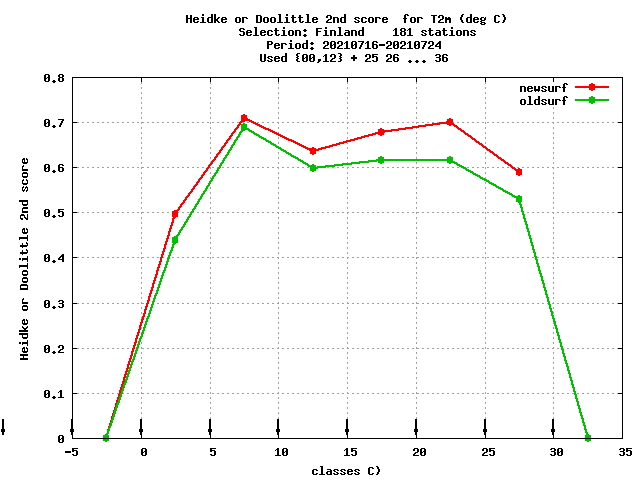 Heidke or Doolittle 2nd score  for T2m (deg C)
Selection: Finland    181 stations
Period: 20210716-20210724
Used {00,12} + 25 26 ... 36
newsurf
oldsurf
Heidke or Doolittle 2nd score
0.8
0.7
0.6
0.5
0.4
0.3
0.2
0.1
0
-5
0
5
10
15
20
25
30
35
classes C)